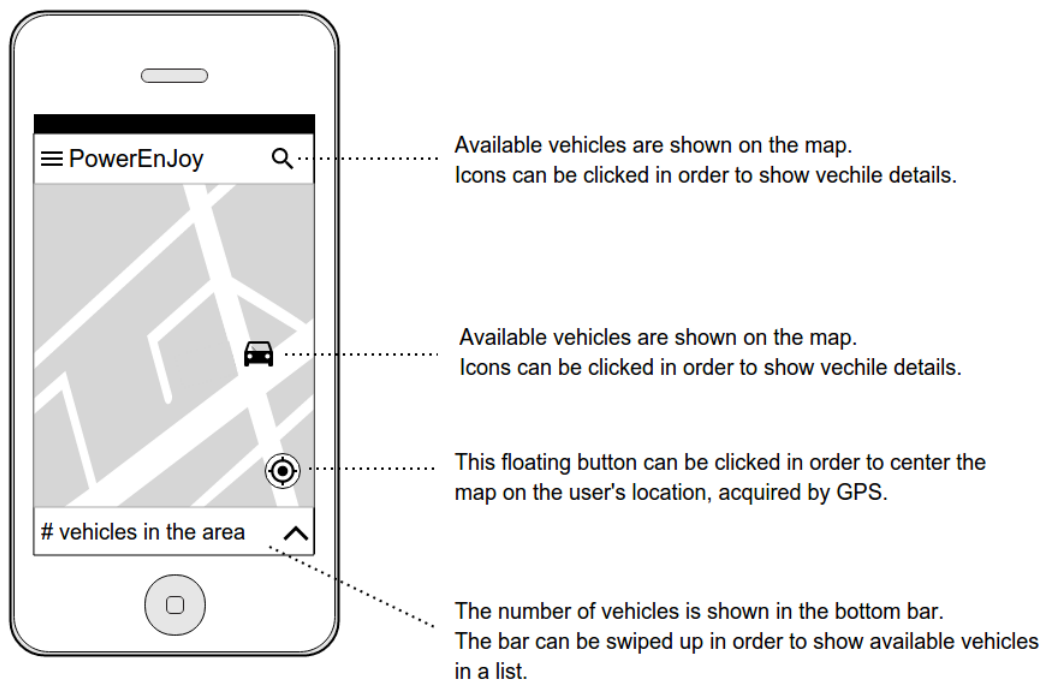 PowerEnJoy
Available vehicles are shown on the map.
Icons can be clicked in order to show vechile details.
Available vehicles are shown on the map.
Icons can be clicked in order to show vechile details.
This floating button can be clicked in order to center the
map on the user's location, acquired by GPS.
# vehicles in the area
The number of vehicles is shown in the bottom bar.
The bar can be swiped up in order to show available vehicles
in a list.